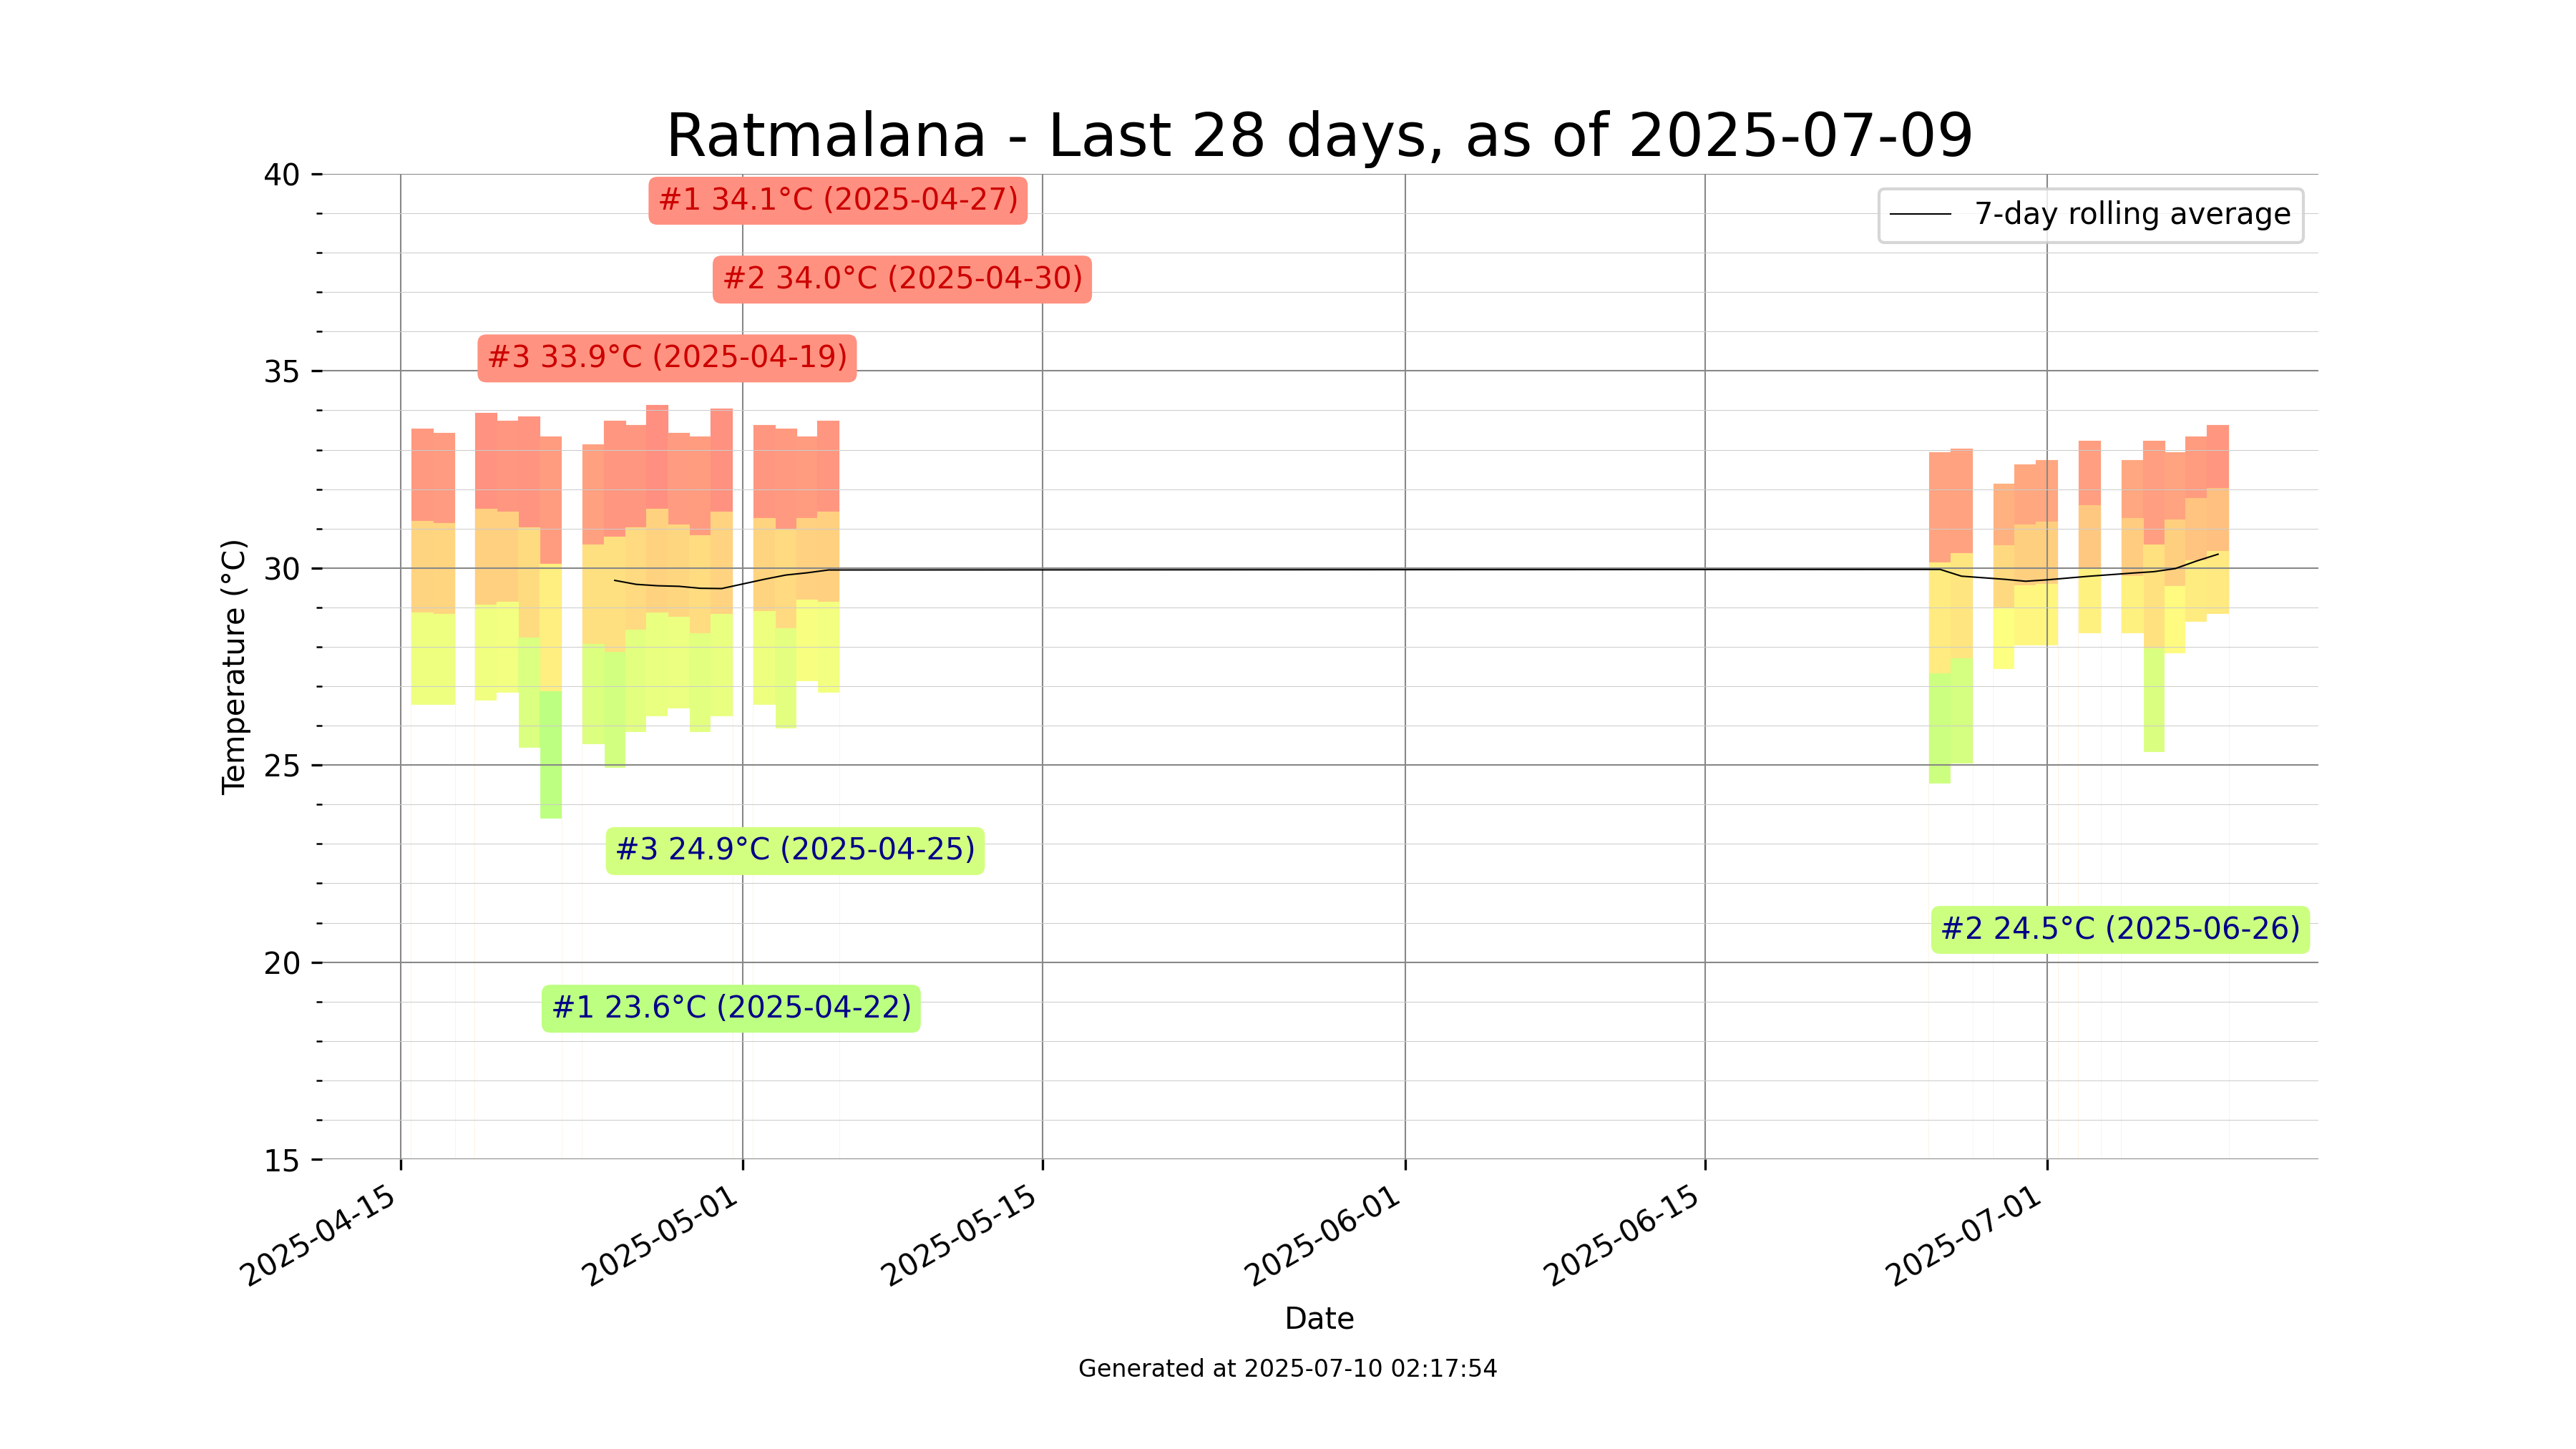 Ratmalana - Last 28 days, as of 2025-07-09
40
#1 34.1°C (2025-04-27)
7-day rolling average
#2 34.0°C (2025-04-30)
#3 33.9°C (2025-04-19)
35
30
Temperature (°C)
25
#3 24.9°C (2025-04-25)
#2 24.5°C (2025-06-26)
20
#1 23.6°C (2025-04-22)
15
2025-04-15
2025-05-01
2025-05-15
2025-06-01
2025-06-15
2025-07-01
Date
Generated at 2025-07-10 02:17:54